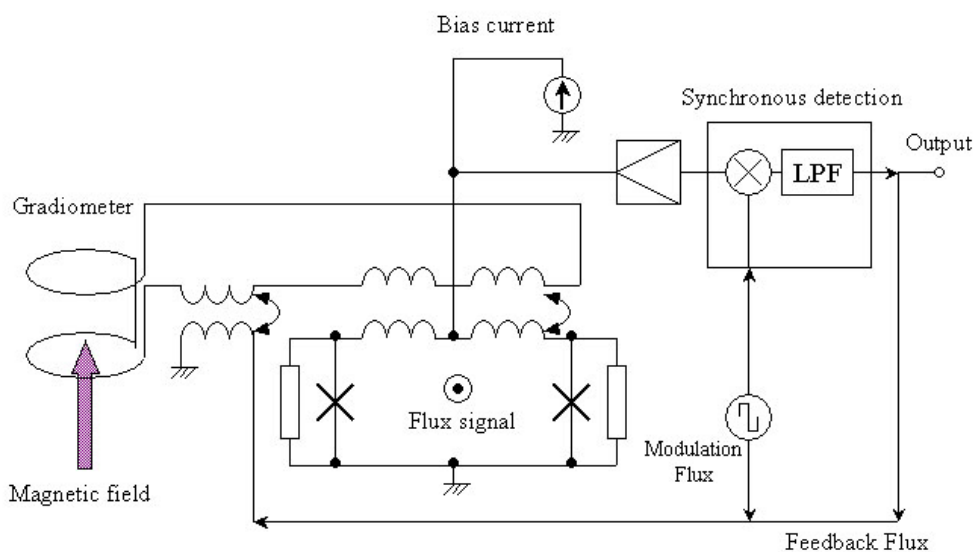 Bias current
Synchronous detection
Output
LPF
Gradiometer
Flux signal
Modulation
Flux
Magnetic field
Feedback Flux